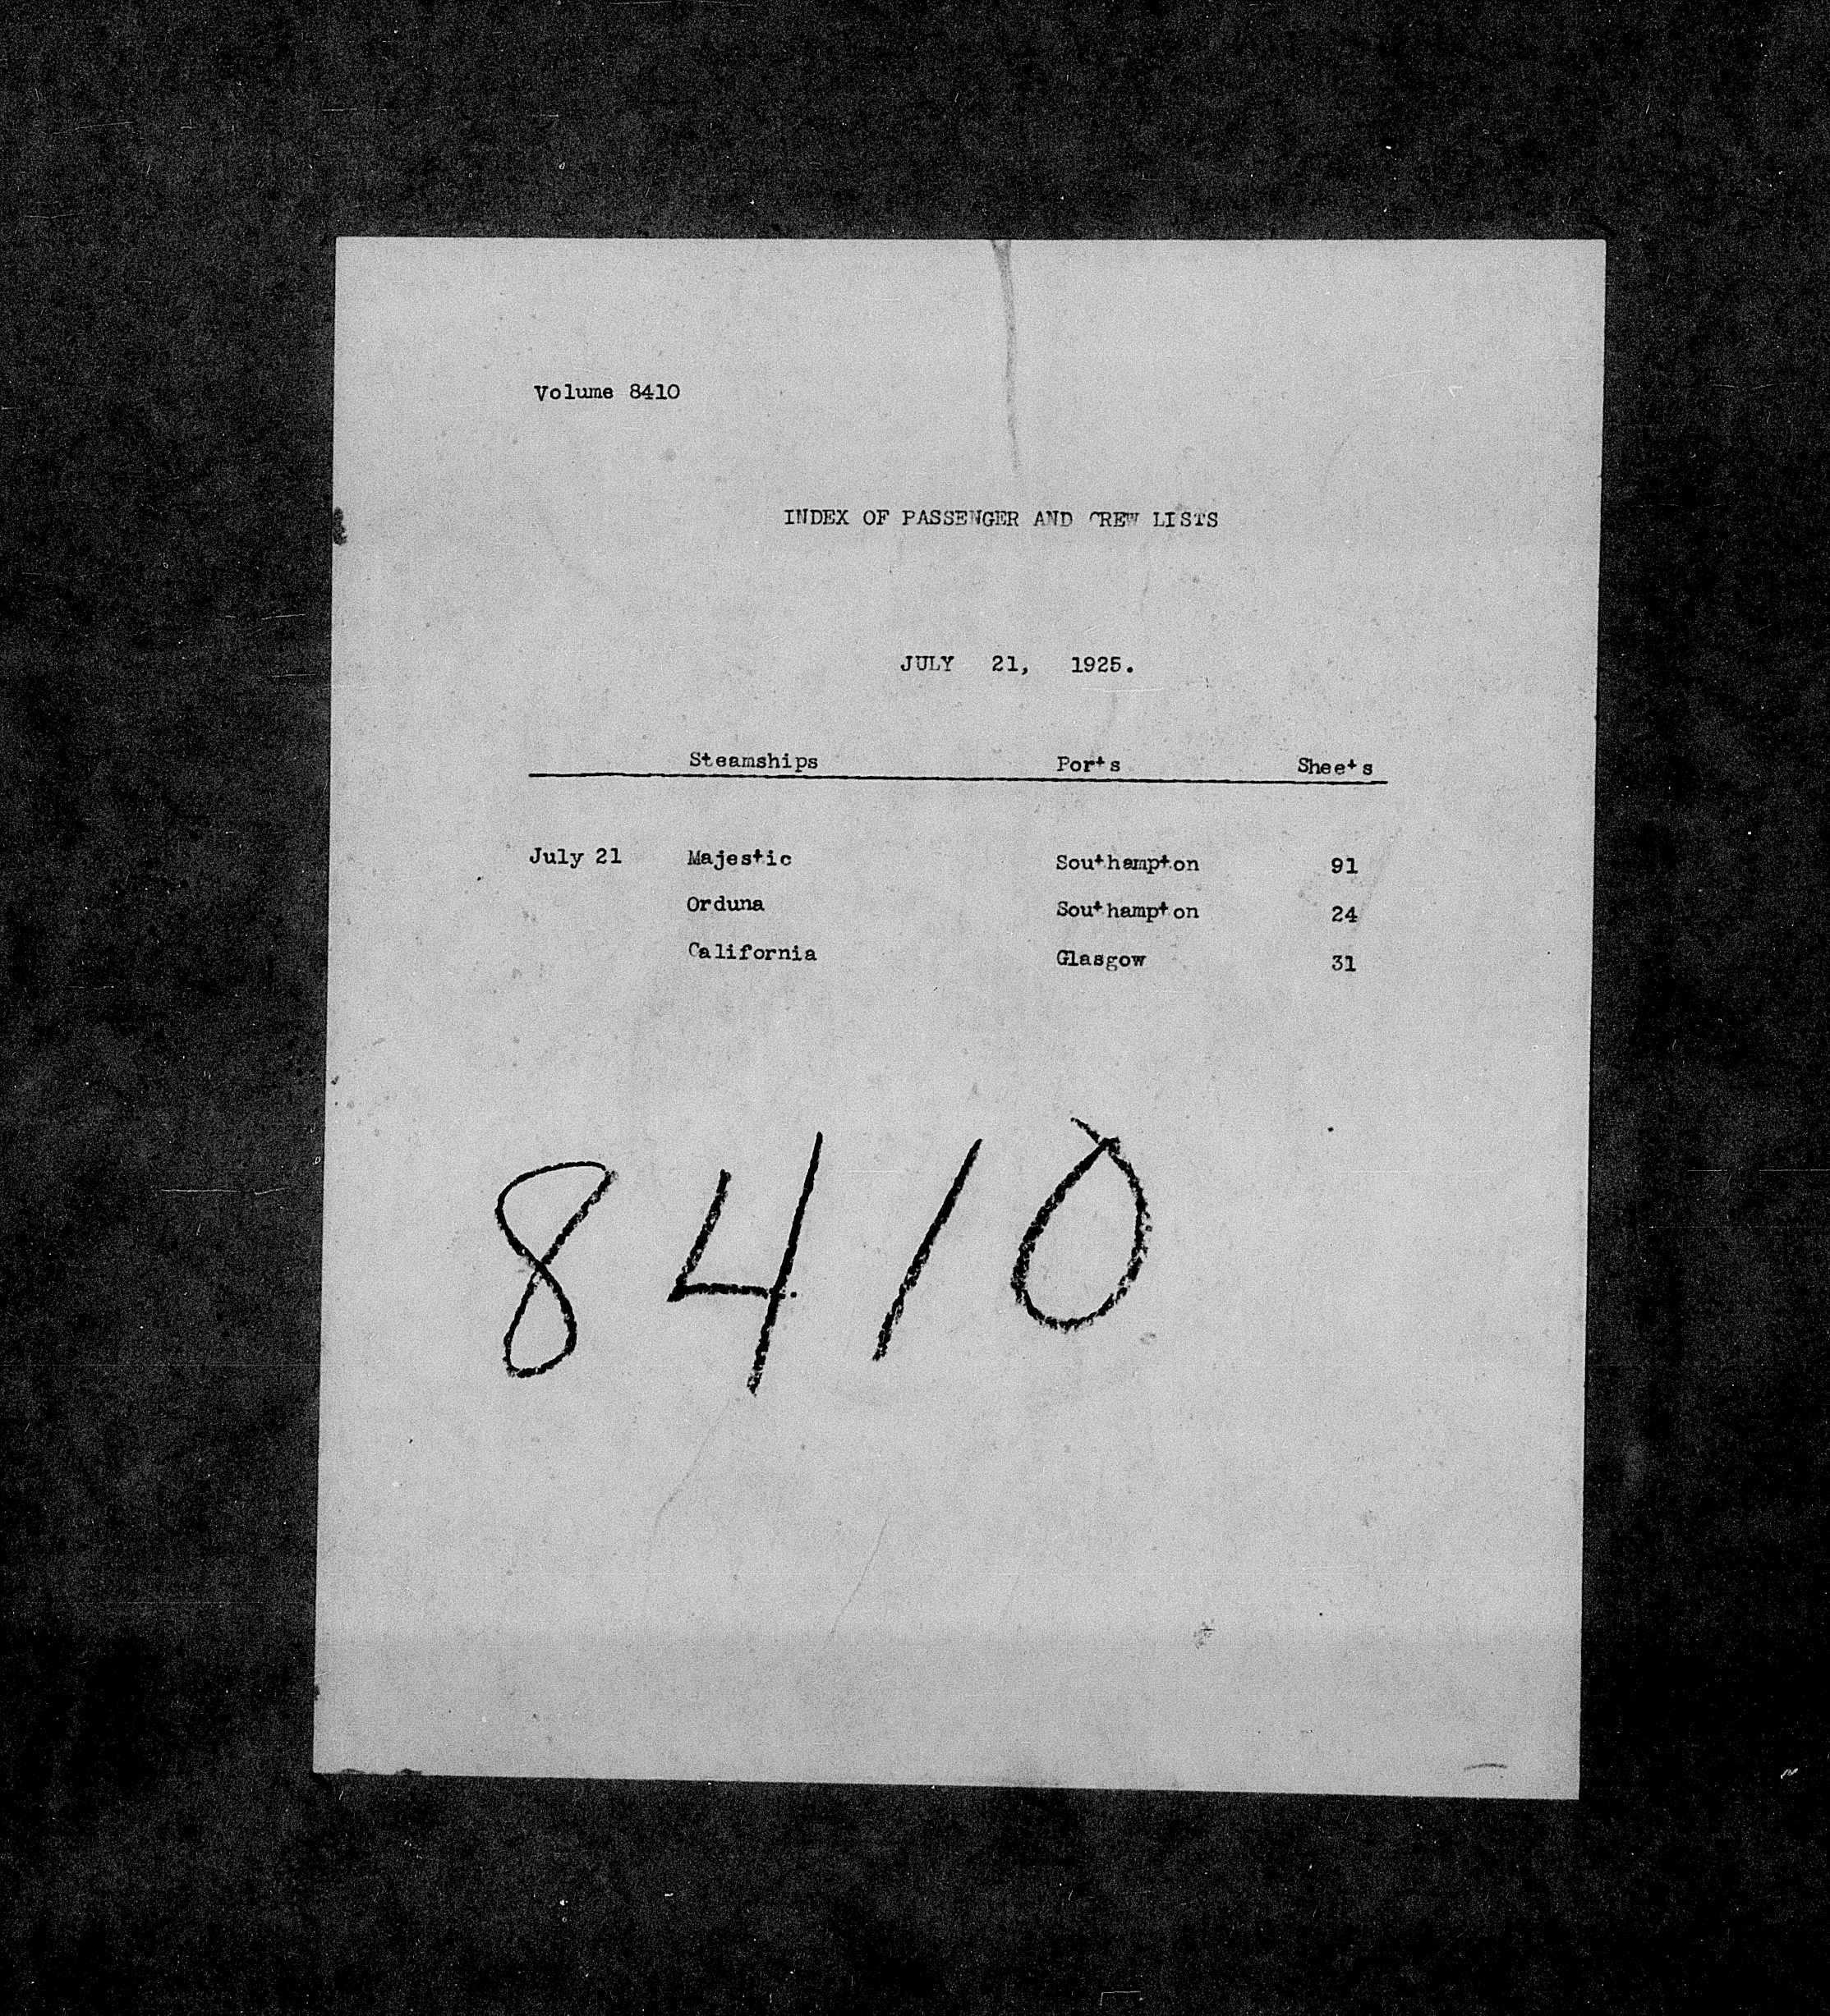 Volume 8410
INDEX OF PASSENGER AND CREW LISTS
JULY 21, 1925.
Steamships Ports Sheets
July 21 Majestic Southampton 91
Orduna Southampton 24
California Glasgow 31
8410